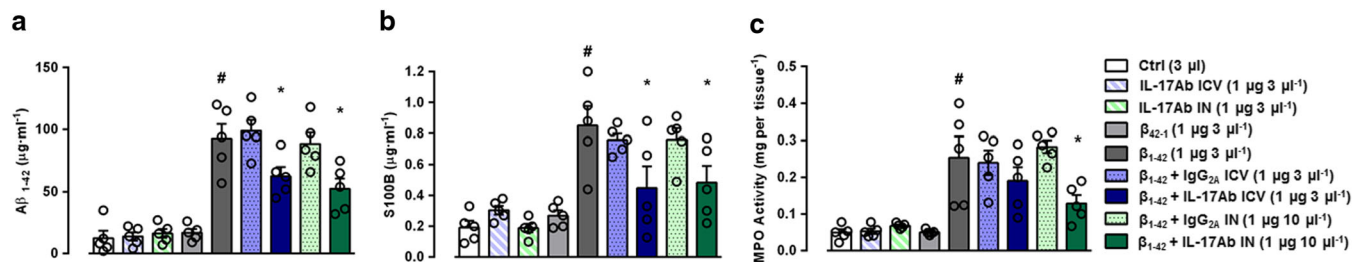 a
Aβ 1-42 (µg·ml⁻¹)
150
100
50
0
#
*
*
b
S100B (µg·ml⁻¹)
1.2
1.0
0.8
0.6
0.4
0.2
0.0
#
*
*
c
MPO Activity (mg per tissue⁻¹)
0.5
0.4
0.3
0.2
0.1
0.0
#
*
Ctrl (3 µl)
IL-17Ab ICV (1 µg 3 µl⁻¹)
IL-17Ab IN (1 µg 3 µl⁻¹)
β42-1 (1 µg 3 µl⁻¹)
β1-42 (1 µg 3 µl⁻¹)
β1-42 + IgG2A ICV (1 µg 3 µl⁻¹)
β1-42 + IL-17Ab ICV (1 µg 3 µl⁻¹)
β1-42 + IgG2A IN (1 µg 10 µl⁻¹)
β1-42 + IL-17Ab IN (1 µg 10 µl⁻¹)